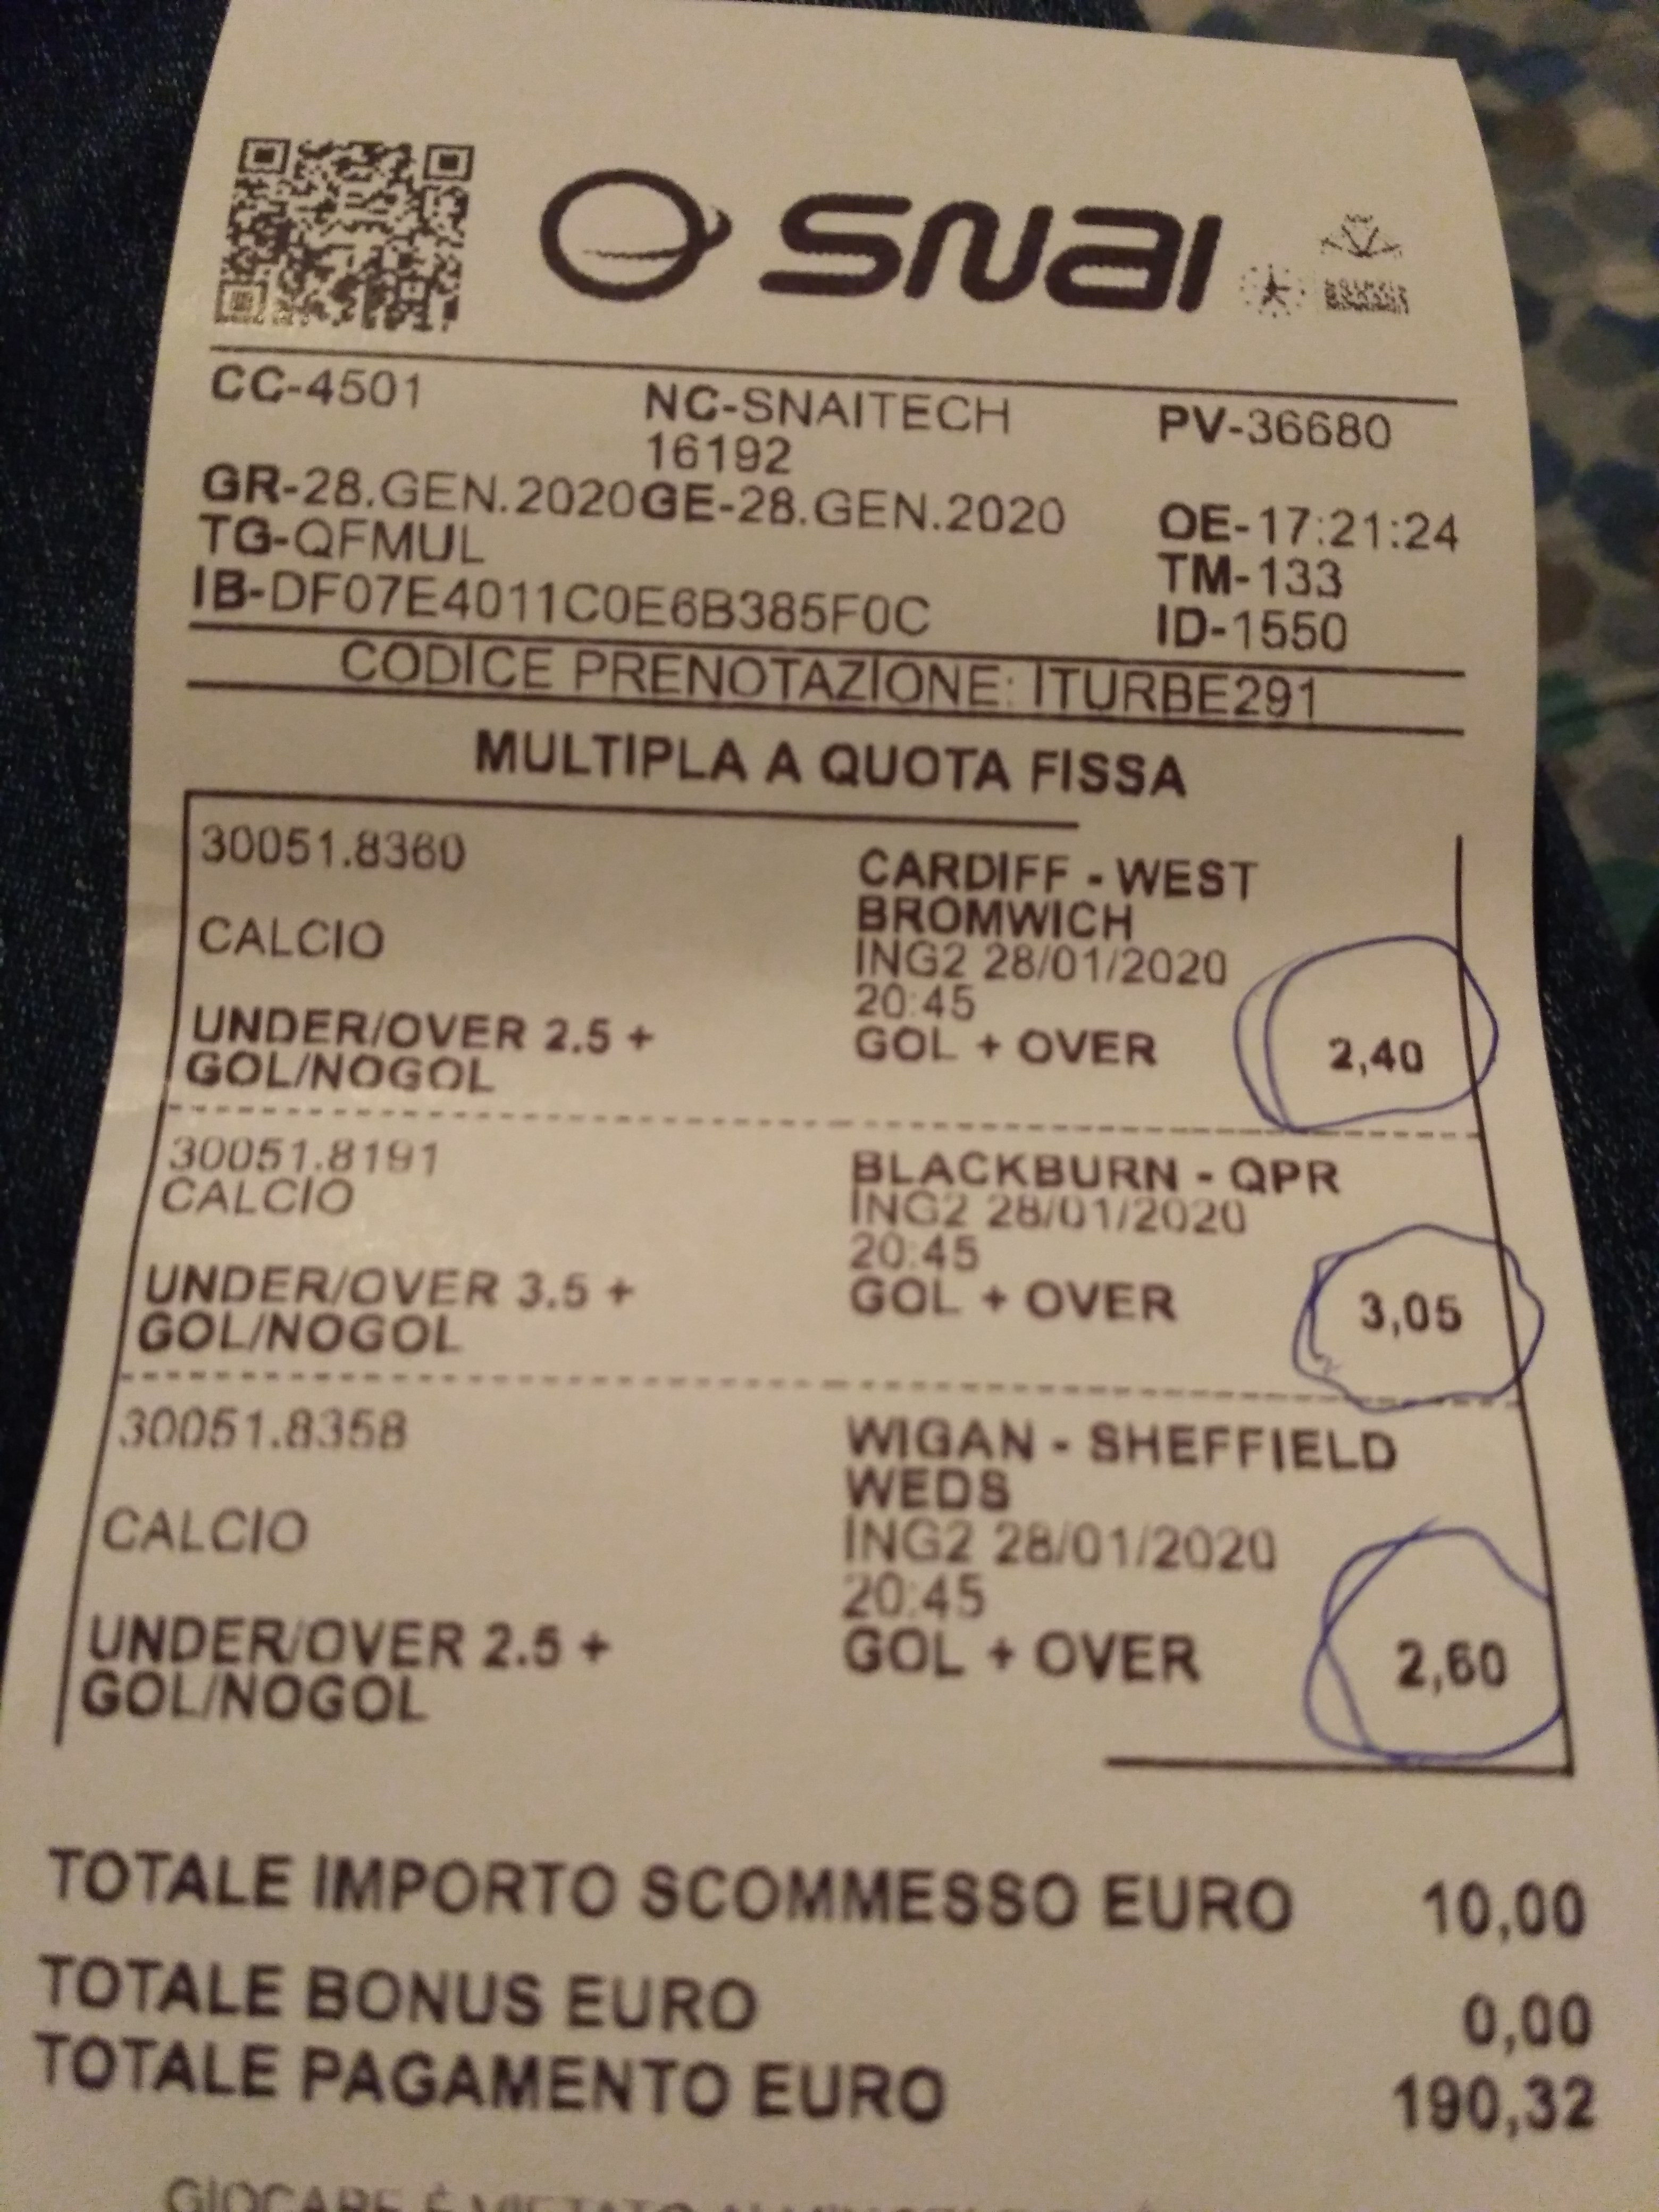 snai
CC-4501 NC-SNAITECH PV-36680
16192
GR-28.GEN.2020GE-28.GEN.2020 OE-17:21:24
TG-QFMUL TM-133
IB-DF07E4011C0E6B385F0C ID-1550
CODICE PRENOTAZIONE: ITURBE291
MULTIPLA A QUOTA FISSA
30051.8360 CARDIFF - WEST
BROMWICH
CALCIO ING2 28/01/2020
20:45
UNDER/OVER 2.5 + GOL + OVER 2,40
GOL/NOGOL
30051.8191 BLACKBURN - QPR
CALCIO ING2 28/01/2020
20:45
UNDER/OVER 3.5 + GOL + OVER 3,05
GOL/NOGOL
30051.8358 WIGAN - SHEFFIELD
WEDS
CALCIO ING2 28/01/2020
20:45
UNDER/OVER 2.5 + GOL + OVER 2,60
GOL/NOGOL
TOTALE IMPORTO SCOMMESSO EURO 10,00
TOTALE BONUS EURO 0,00
TOTALE PAGAMENTO EURO 190,32
GIOCARE È VIETATO AI